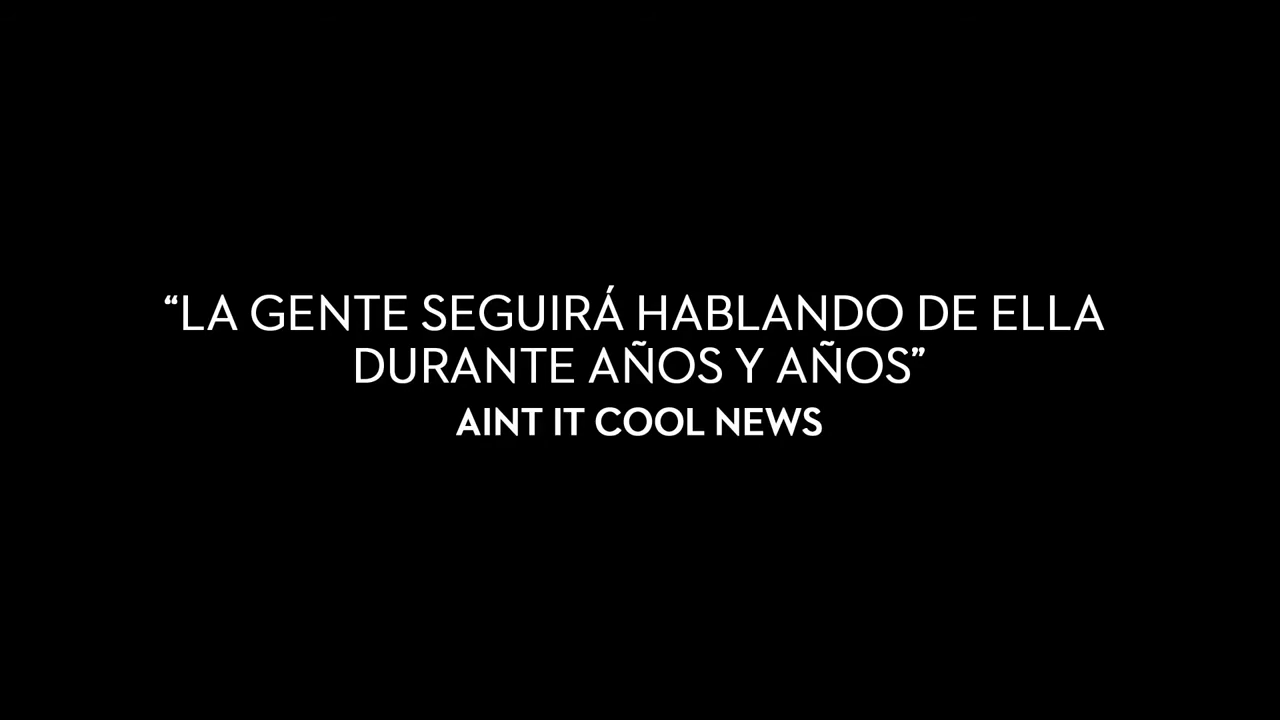 “LA GENTE SEGUIRÁ HABLANDO DE ELLA
DURANTE AÑOS Y AÑOS”
AINT IT COOL NEWS